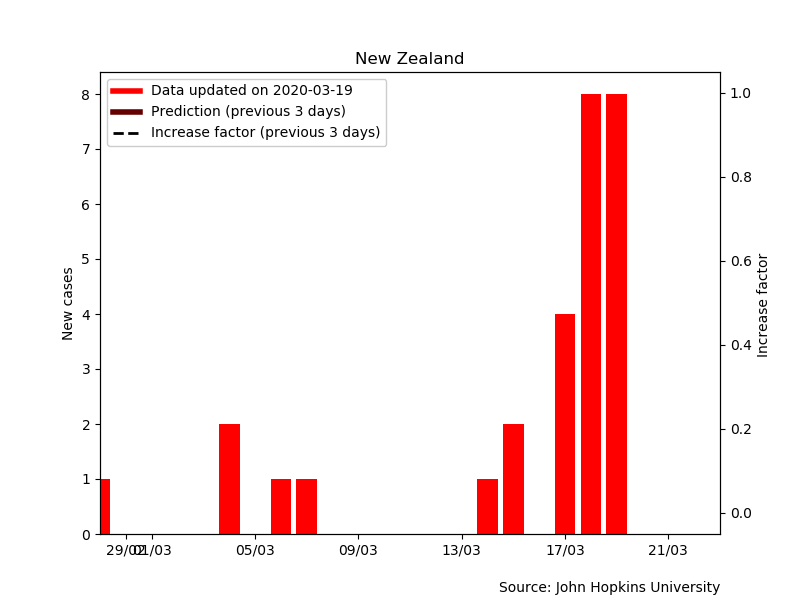 New Zealand
Data updated on 2020-03-19
Prediction (previous 3 days)
Increase factor (previous 3 days)
8
7
6
5
4
3
2
1
0
New cases
1.0
0.8
0.6
0.4
0.2
0.0
Increase factor
29/02 01/03 05/03 09/03 13/03 17/03 21/03
Source: John Hopkins University